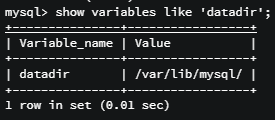 mysql> show variables like 'datadir';
+---------------+-----------------+
| Variable_name | Value           |
+---------------+-----------------+
| datadir       | /var/lib/mysql/ |
+---------------+-----------------+
1 row in set (0.01 sec)